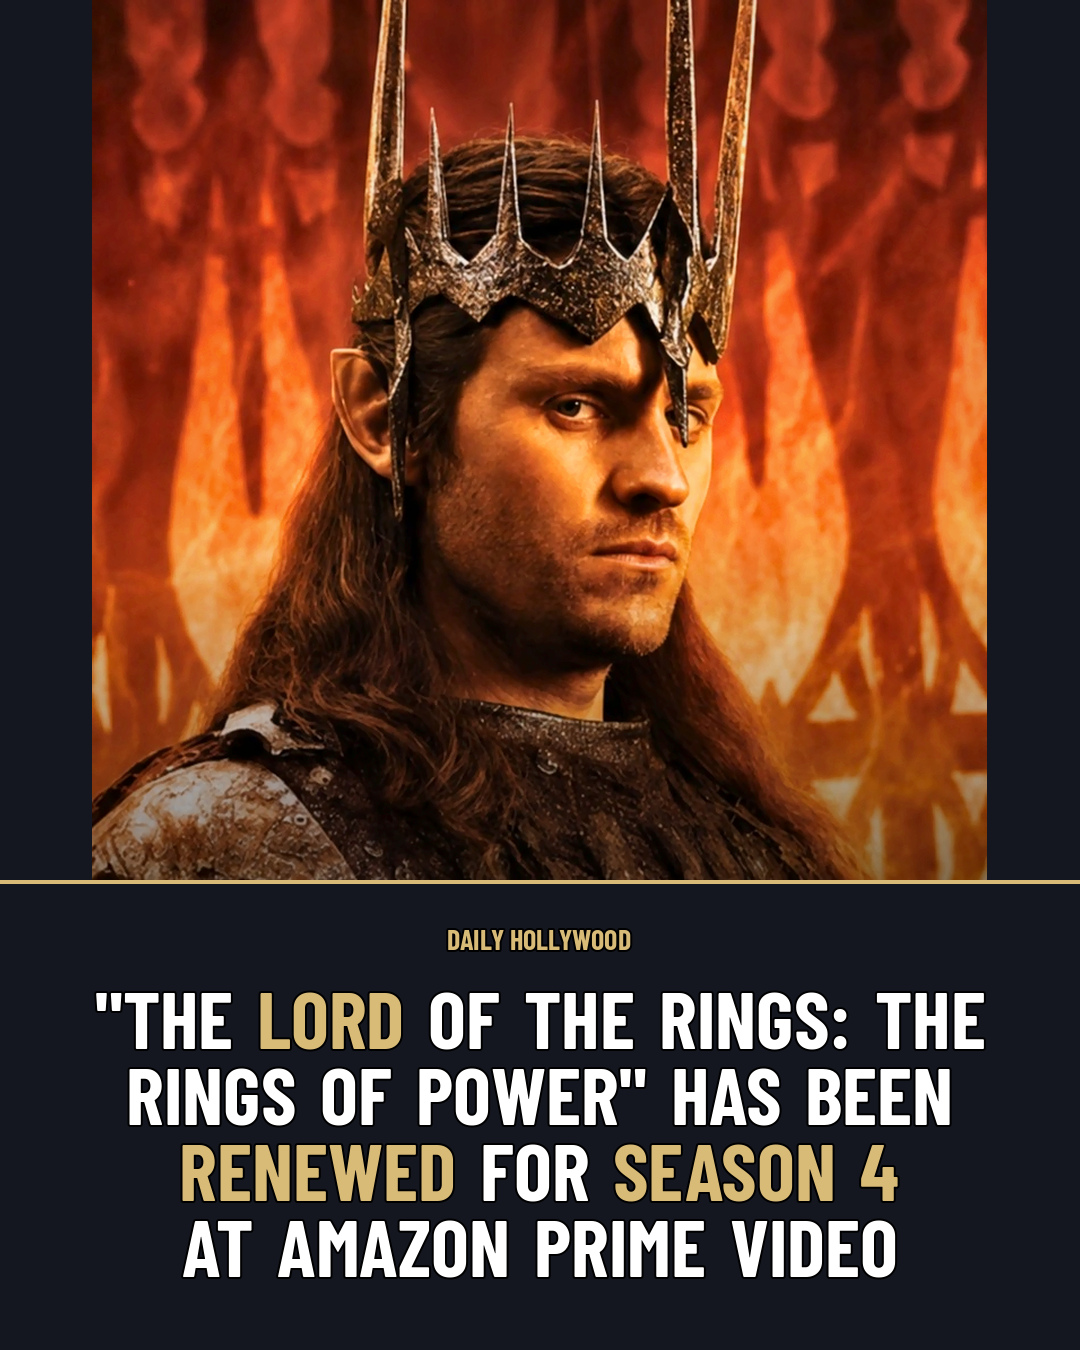 DAILY HOLLYWOOD
"THE LORD OF THE RINGS: THE
RINGS OF POWER" HAS BEEN
RENEWED FOR SEASON 4
AT AMAZON PRIME VIDEO